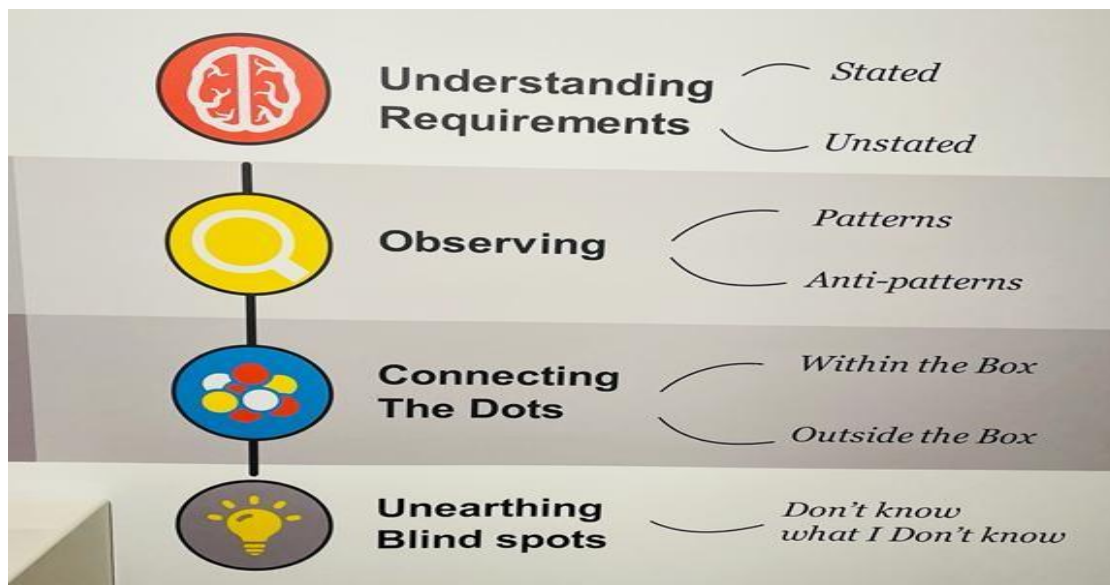 Understanding
Requirements
Stated
Unstated
Observing
Patterns
Anti-patterns
Connecting
The Dots
Within the Box
Outside the Box
Unearthing
Blind spots
Don't know
what I Don't know